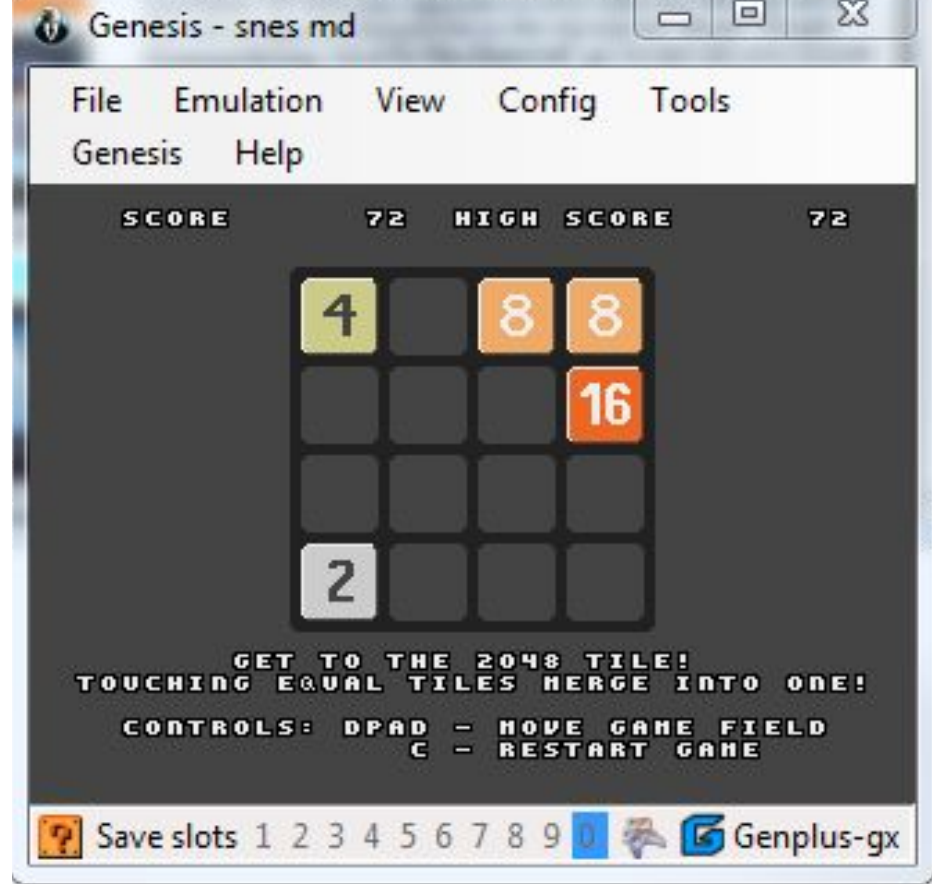 Genesis - snes md
File Emulation View Config Tools
Genesis Help
SCORE 72 HIGH SCORE 72
4 8 8
16
2
GET TO THE 2048 TILE!
TOUCHING EQUAL TILES MERGE INTO ONE!
CONTROLS: DPAD - MOVE GAME FIELD
C - RESTART GAME
Save slots 1 2 3 4 5 6 7 8 9 0 Genplus-gx